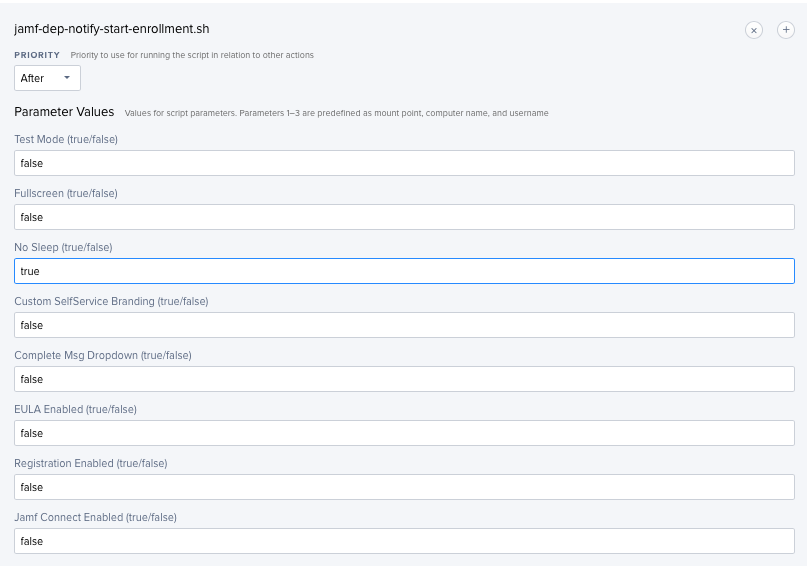 jamf-dep-notify-start-enrollment.sh
PRIORITY Priority to use for running the script in relation to other actions
After
Parameter Values Values for script parameters. Parameters 1–3 are predefined as mount point, computer name, and username
Test Mode (true/false)
false
Fullscreen (true/false)
false
No Sleep (true/false)
true
Custom SelfService Branding (true/false)
false
Complete Msg Dropdown (true/false)
false
EULA Enabled (true/false)
false
Registration Enabled (true/false)
false
Jamf Connect Enabled (true/false)
false